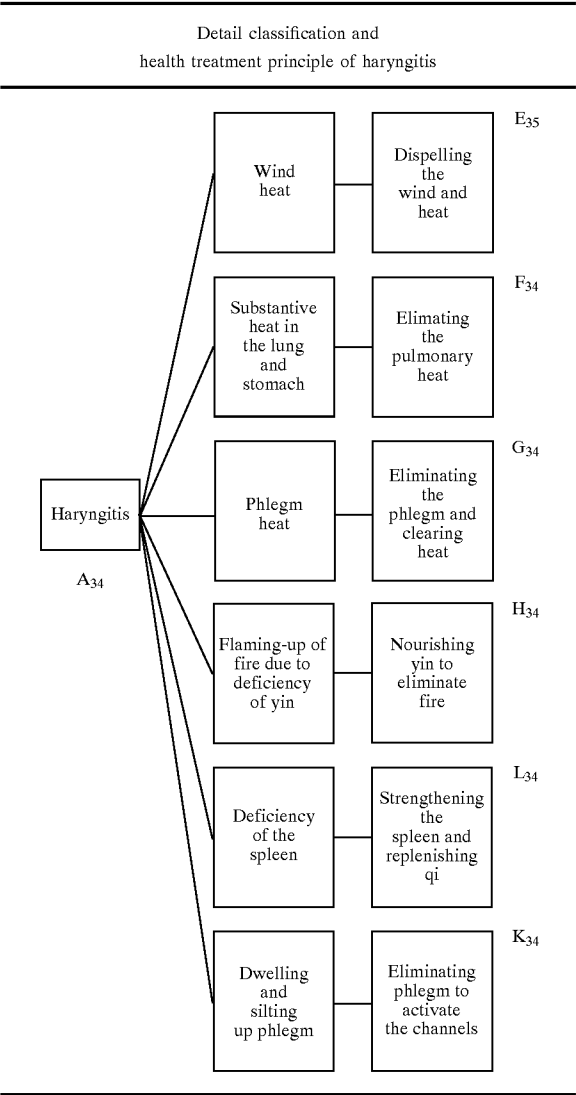 Detail classification and
health treatment principle of haryngitis
E35
Wind
heat
Dispelling
the
wind and
heat
F34
Substantive
heat in
the lung
and
stomach
Elimating
the
pulmonary
heat
G34
Haryngitis
A34
Phlegm
heat
Eliminating
the
phlegm and
clearing
heat
H34
Flaming-up of
fire due to
deficiency
of yin
Nourishing
yin to
eliminate
fire
L34
Deficiency
of the
spleen
Strengthening
the
spleen and
replenishing
qi
K34
Dwelling
and
silting
up phlegm
Eliminating
phlegm to
activate
the channels